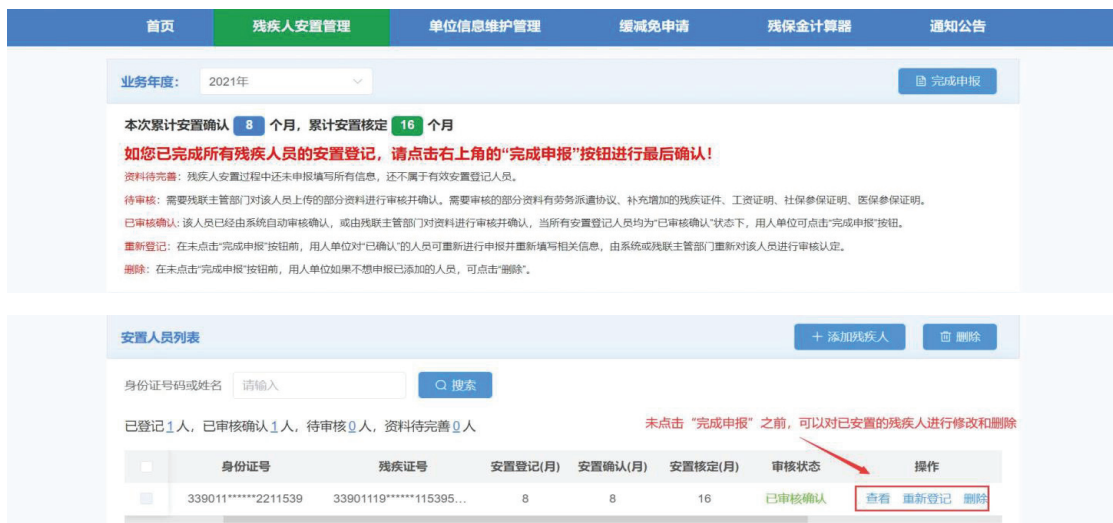 首页 残疾人安置管理 单位信息维护管理 缓减免申请 残保金计算器 通知公告
业务年度： 2021年 完成申报
本次累计安置确认 8 个月，累计安置核定 16 个月
如您已完成所有残疾人员的安置登记，请点击右上角的“完成申报”按钮进行最后确认！
资料待完善：残疾人安置过程中还未申报填写所有信息，还不属于有效安置登记人员。
待审核：需要残联主管部门对该人员上传的部分资料进行审核并确认。需要审核的部分资料有劳务派遣协议、补充增加的残疾证件、工资证明、社保参保证明、医保参保证明。
已审核确认：该人员已经由系统自动审核确认，或由残联主管部门对资料进行审核并确认，当所有安置登记人员均为“已审核确认”状态下，用人单位可点击“完成申报”按钮。
重新登记：在未点击“完成申报”按钮前，用人单位对“已确认”的人员可重新进行申报并重新填写相关信息，由系统或残联主管部门重新对该人员进行审核认定。
删除：在未点击“完成申报”按钮前，用人单位如果不想申报已添加的人员，可点击“删除”。
安置人员列表 + 添加残疾人 删除
身份证号码或姓名 请输入 搜索
已登记1人，已审核确认1人，待审核0人，资料待完善0人 未点击“完成申报”之前，可以对已安置的残疾人进行修改和删除
身份证号 残疾证号 安置登记(月) 安置确认(月) 安置核定(月) 审核状态 操作
339011******2211539 33901119******115395... 8 8 16 已审核确认 查看 重新登记 删除